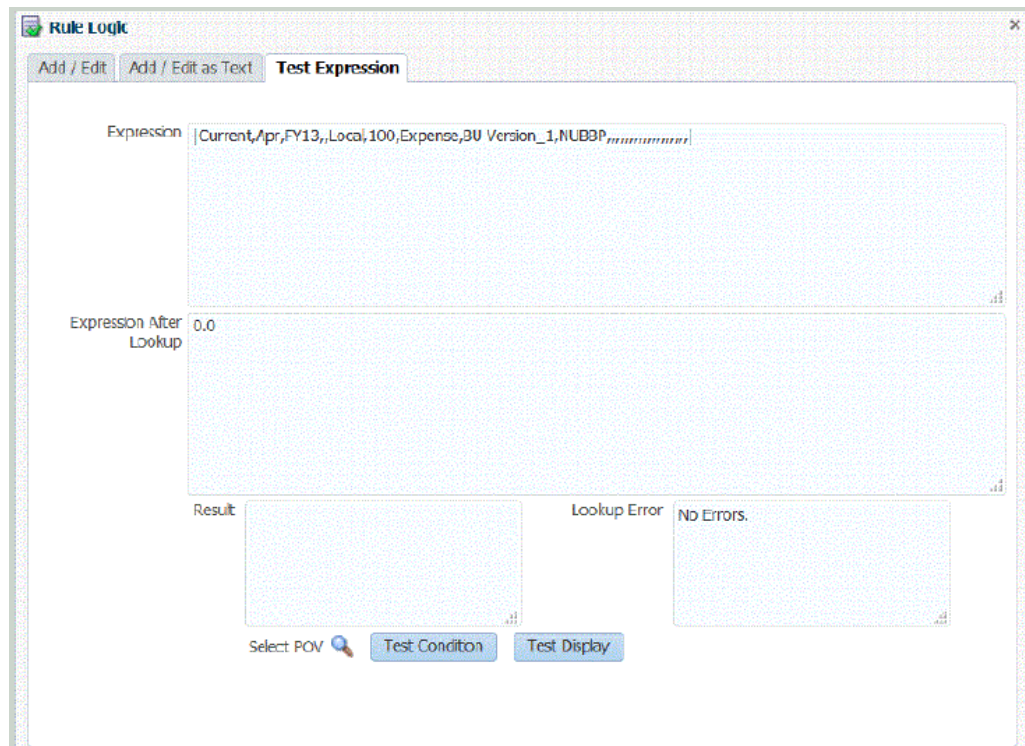 Rule Logic
×
Add / Edit Add / Edit as Text Test Expression
Expression |Current,Apr,FY13,,Local,100,Expense,BU Version_1,NUBBP,,,,,,,,,,,,,,,,,,,|
Expression After 0.0
Lookup
Result Lookup Error No Errors.
Select POV Test Condition Test Display